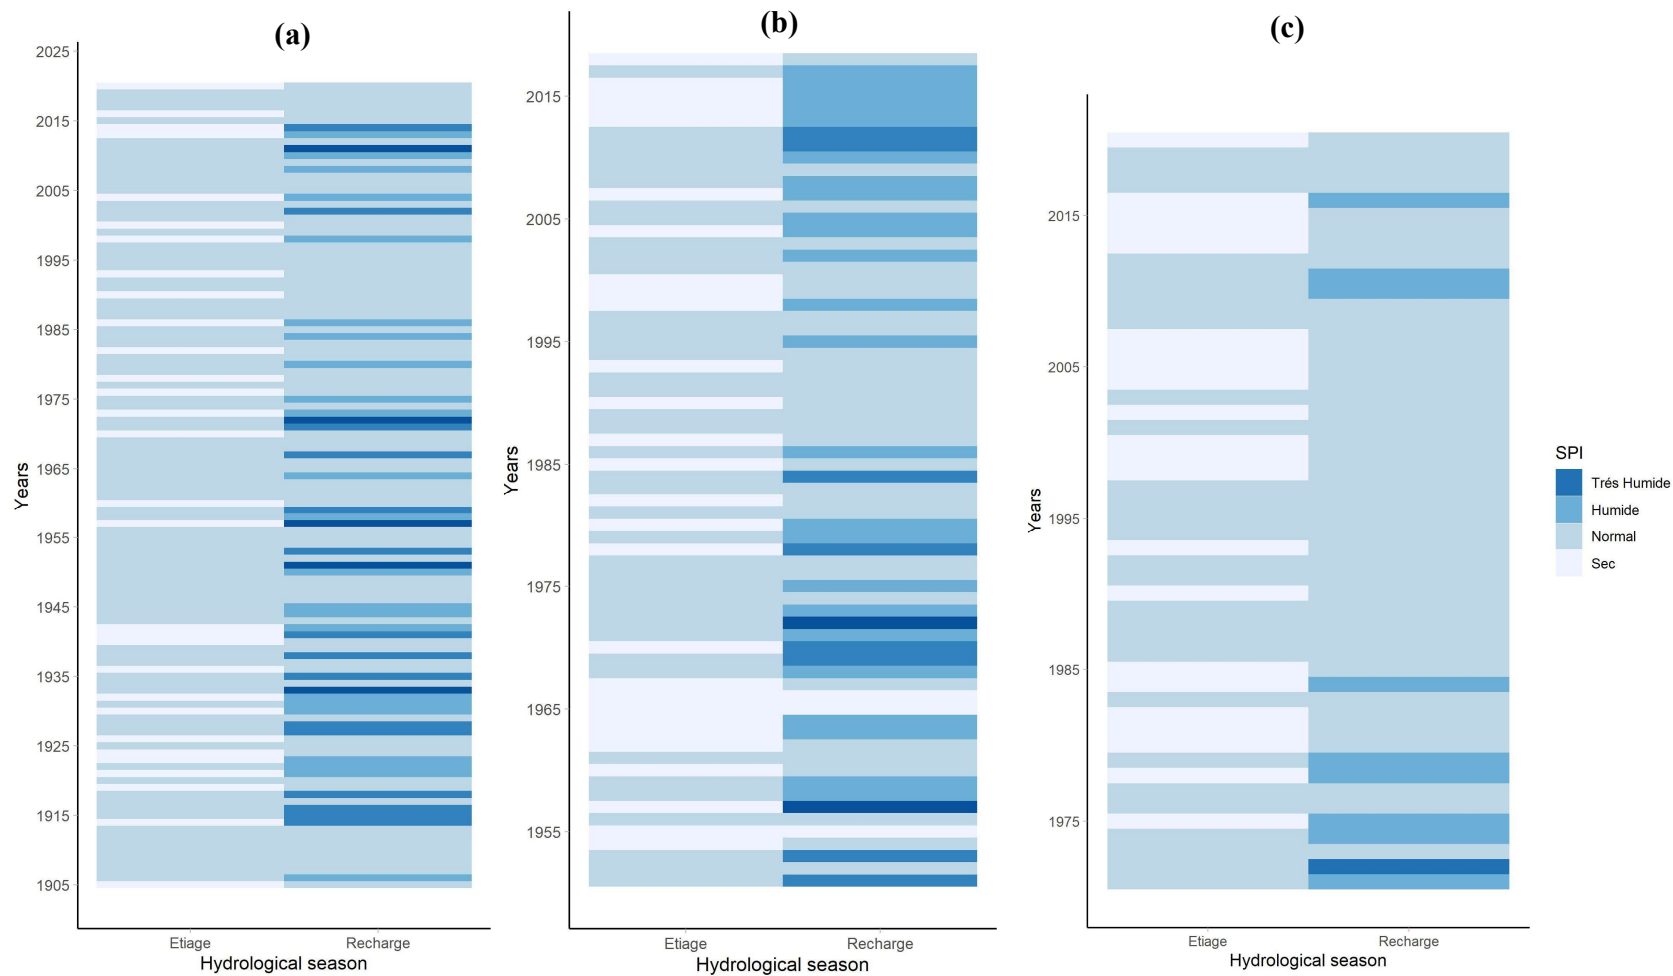 (a)
2025
2015
2005
1995
1985
1975
1965
1955
1945
1935
1925
1915
1905
Years
Etiage
Recharge
Hydrological season
(b)
2015
2005
1995
1985
1975
1965
1955
Years
Etiage
Recharge
Hydrological season
(c)
2015
2005
1995
1985
1975
Years
Etiage
Recharge
Hydrological season
SPI
Trés Humide
Humide
Normal
Sec